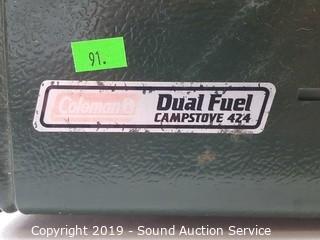 91.
Coleman
Dual Fuel
CAMPSTOVE 424
Copyright 2019 - Sound Auction Service